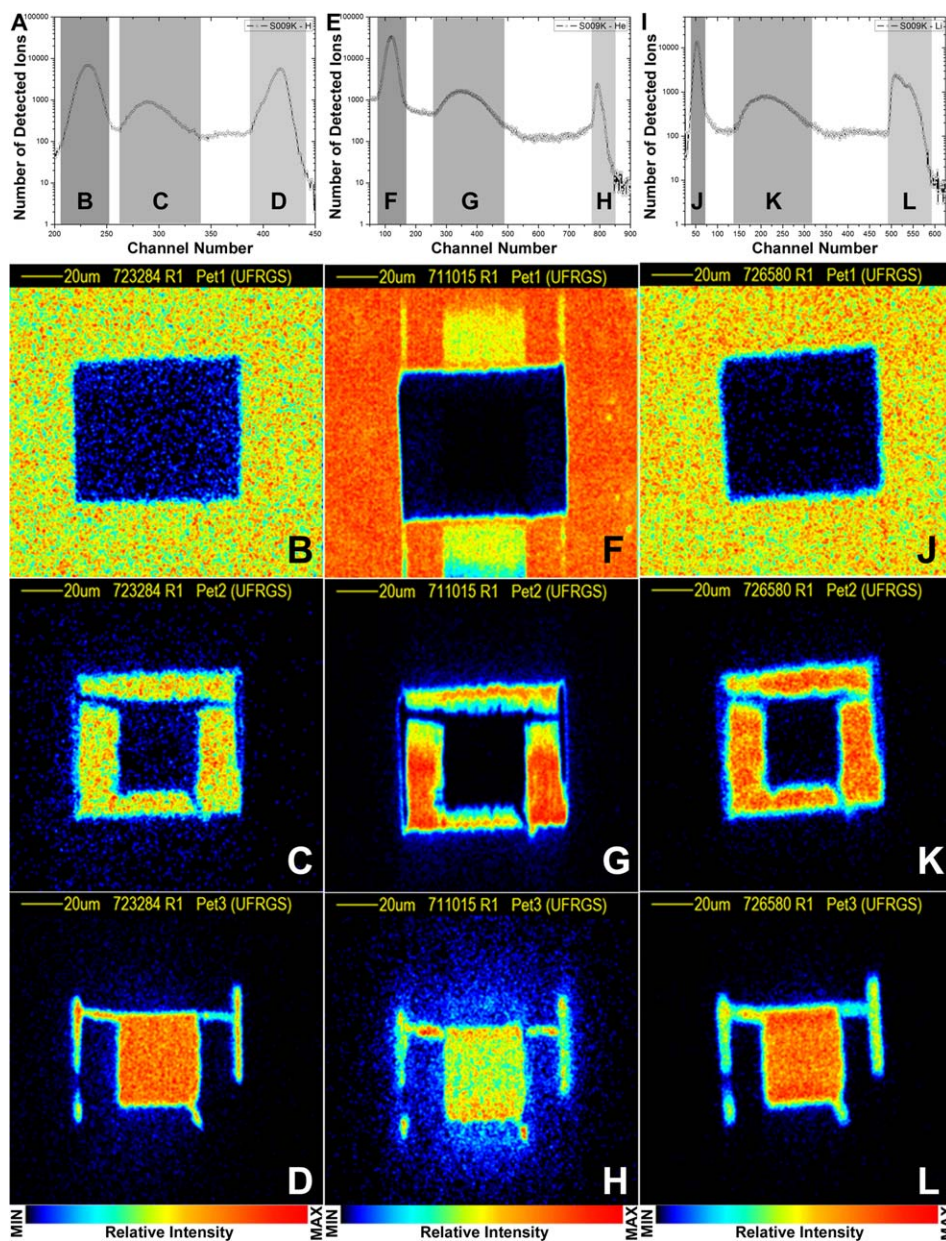 A
Number of Detected Ions
100000
10000
1000
100
10
1
S009K - H
B
C
D
200
250
300
350
400
450
Channel Number
E
Number of Detected Ions
100000
10000
1000
100
10
1
S009K - He
F
G
H
100
200
300
400
500
600
700
800
900
Channel Number
I
Number of Detected Ions
100000
10000
1000
100
10
1
S009K - Li
J
K
L
50
100
150
200
250
300
350
400
450
500
550
600
Channel Number
20um 723284 R1 Pet1 (UFRGS)
B
20um 711015 R1 Pet1 (UFRGS)
F
20um 726580 R1 Pet1 (UFRGS)
J
20um 723284 R1 Pet2 (UFRGS)
C
20um 711015 R1 Pet2 (UFRGS)
G
20um 726580 R1 Pet2 (UFRGS)
K
20um 723284 R1 Pet3 (UFRGS)
D
20um 711015 R1 Pet3 (UFRGS)
H
20um 726580 R1 Pet3 (UFRGS)
L
MIN
Relative Intensity
MAX
MIN
Relative Intensity
MAX
MIN
Relative Intensity
MAX